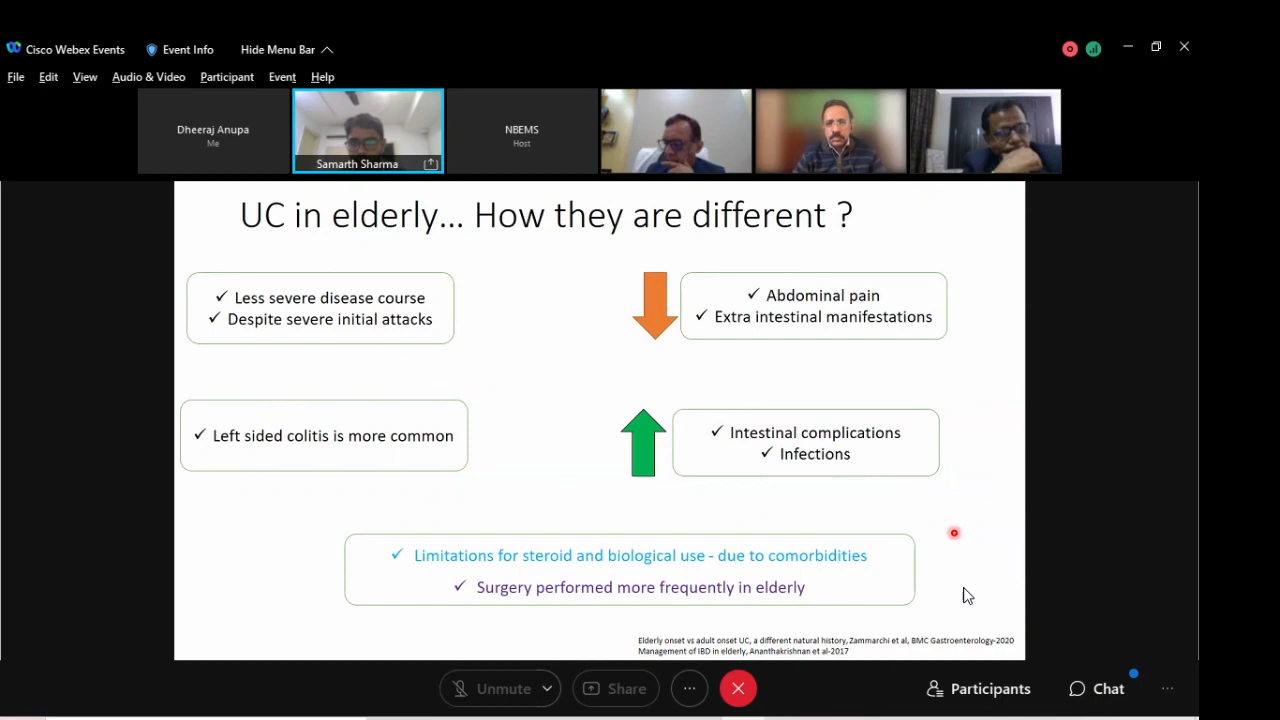 Cisco Webex Events
Event Info
Hide Menu Bar
File
Edit
View
Audio & Video
Participant
Event
Help
Dheeraj Anupa
Me
Samarth Sharma
NBEMS
Host
UC in elderly... How they are different ?
✓ Less severe disease course
✓ Despite severe initial attacks
✓ Abdominal pain
✓ Extra intestinal manifestations
✓ Left sided colitis is more common
✓ Intestinal complications
✓ Infections
✓ Limitations for steroid and biological use - due to comorbidities
✓ Surgery performed more frequently in elderly
Elderly onset vs adult onset UC, a different natural history, Zammarchi et al, BMC Gastroenterology-2020
Management of IBD in elderly, Ananthakrishnan et al-2017
Unmute
Share
Participants
Chat